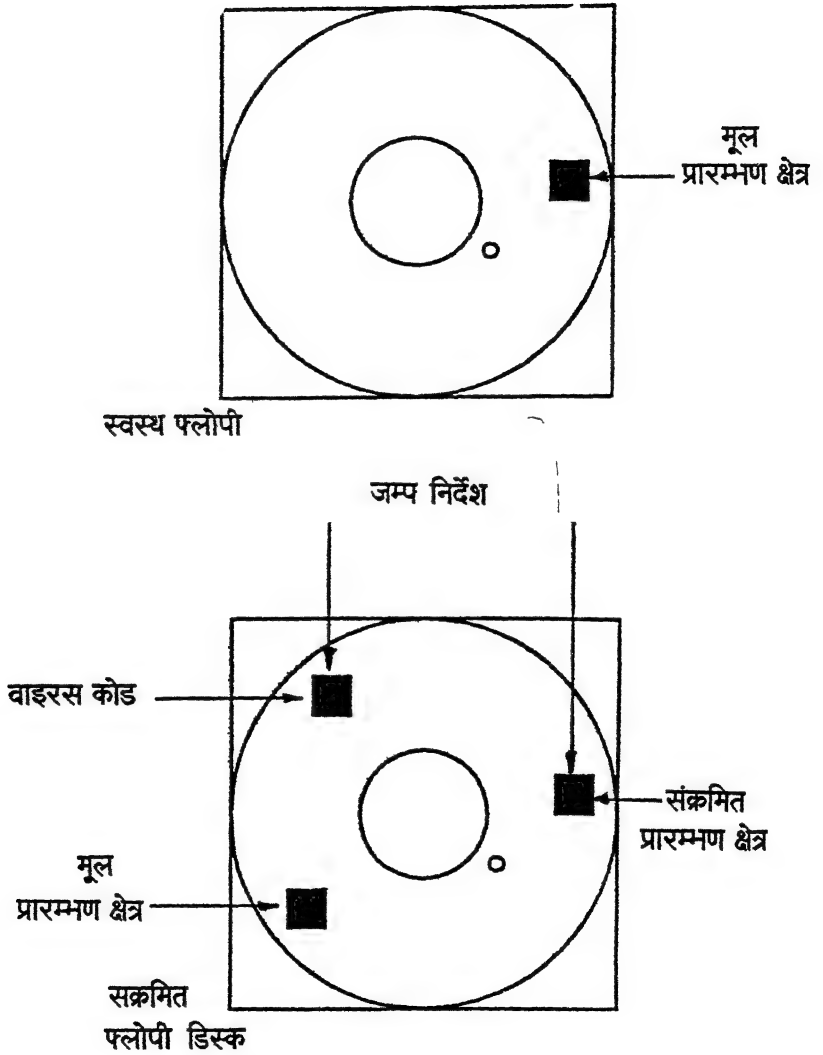 मूल
प्रारम्भण क्षेत्र
स्वस्थ फ्लोपी
जम्प निर्देश
वाइरस कोड
संक्रमित
प्रारम्भण क्षेत्र
मूल
प्रारम्भण क्षेत्र
सक्रमित
फ्लोपी डिस्क